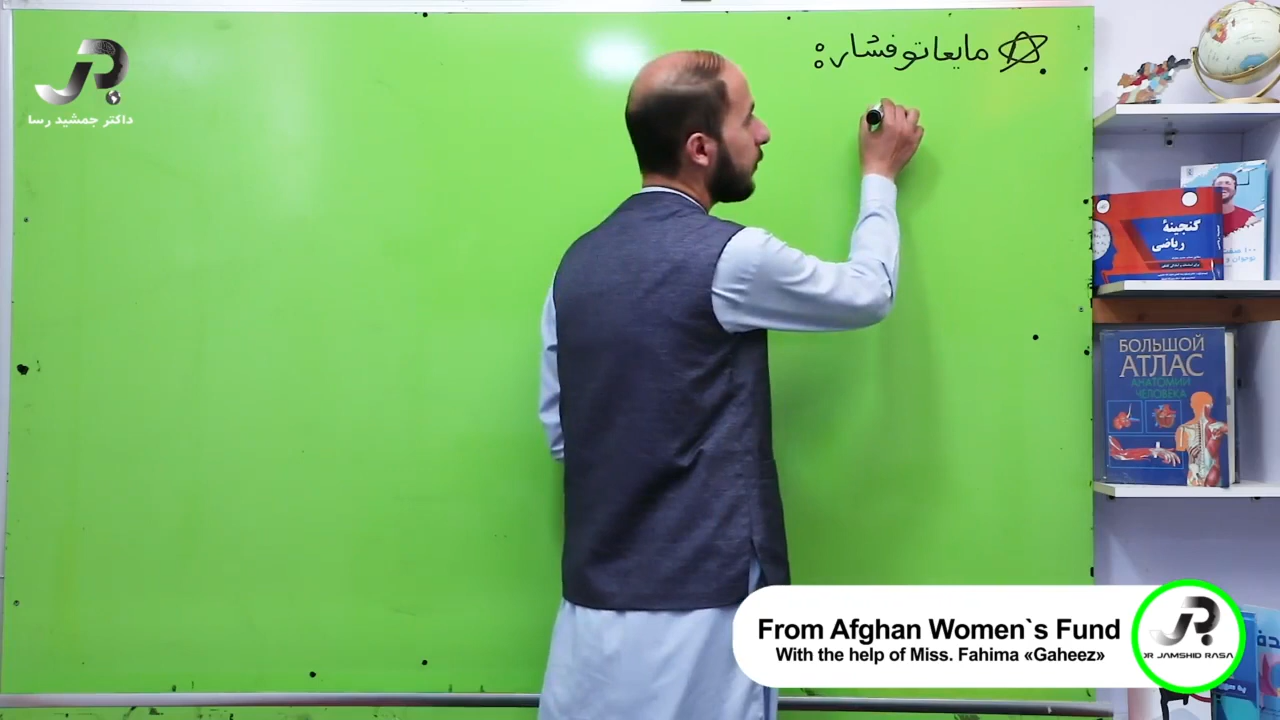 مایعات و فشار:
داکتر جمشید رسا
گنجینهٔ
ریاضی
БОЛЬШОЙ
АТЛАС
АНАТОМИИ
ЧЕЛОВЕКА
From Afghan Women`s Fund
With the help of Miss. Fahima «Gaheez»
DR JAMSHID RASA